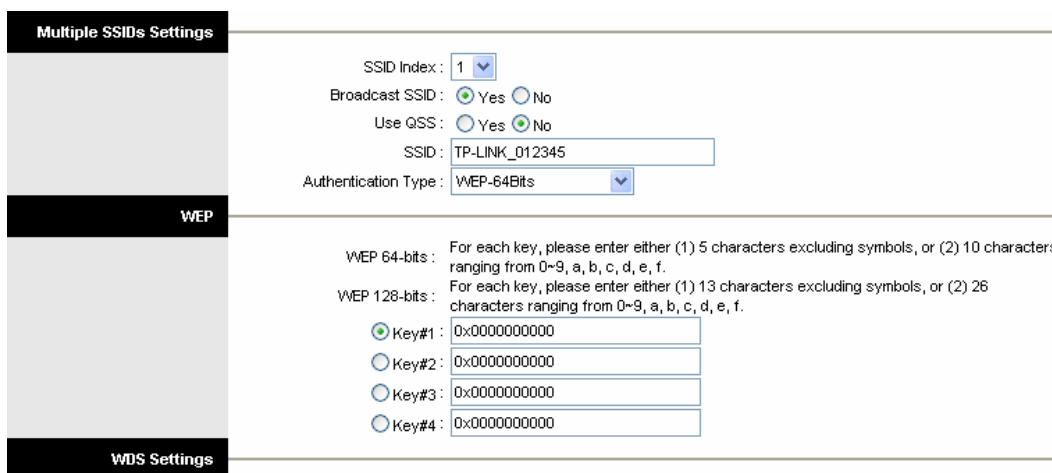 Multiple SSIDs Settings
SSID Index : 1
Broadcast SSID : Yes No
Use QSS : Yes No
SSID : TP-LINK_012345
Authentication Type : WEP-64Bits
WEP
WEP 64-bits : For each key, please enter either (1) 5 characters excluding symbols, or (2) 10 characters
ranging from 0~9, a, b, c, d, e, f.
WEP 128-bits : For each key, please enter either (1) 13 characters excluding symbols, or (2) 26
characters ranging from 0~9, a, b, c, d, e, f.
Key#1 : 0x0000000000
Key#2 : 0x0000000000
Key#3 : 0x0000000000
Key#4 : 0x0000000000
WDS Settings